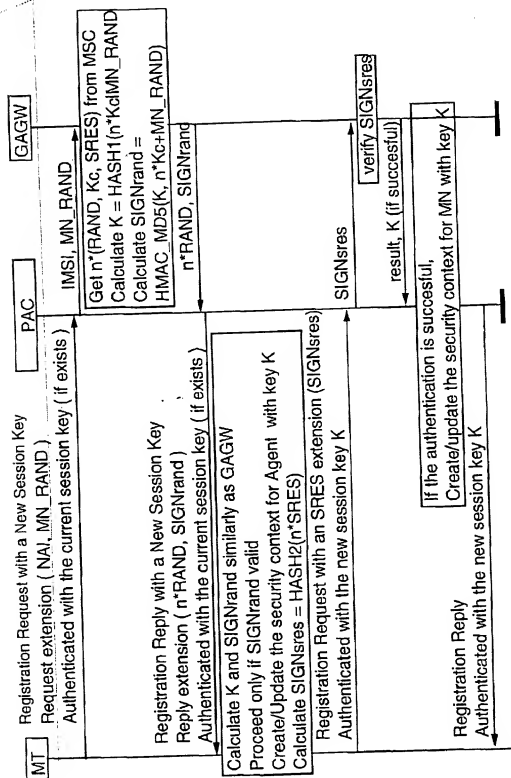 MT
PAC
GAGW
Registration Request with a New Session Key
Request extension ( NAI, MN_RAND )
Authenticated with the current session key ( if exists )
IMSI, MN_RAND
Get n*(RAND, Kc, SRES) from MSC
Calculate K = HASH1(n*Kc|MN_RAND
Calculate SIGNrand =
HMAC_MD5(K, n*Kc+MN_RAND)
n*RAND, SIGNrand
Registration Reply with a New Session Key
Reply extension ( n*RAND, SIGNrand )
Authenticated with the current session key ( if exists )
Calculate K and SIGNrand similarly as GAGW
Proceed only if SIGNrand valid
Create/Update the security context for Agent with key K
Calculate SIGNsres = HASH2(n*SRES)
Registration Request with an SRES extension (SIGNsres)
Authenticated with the new session key K
SIGNsres
verify SIGNsres
result, K (if succesful)
If the authentication is succesful,
Create/update the security context for MN with key K
Registration Reply
Authenticated with the new session key K